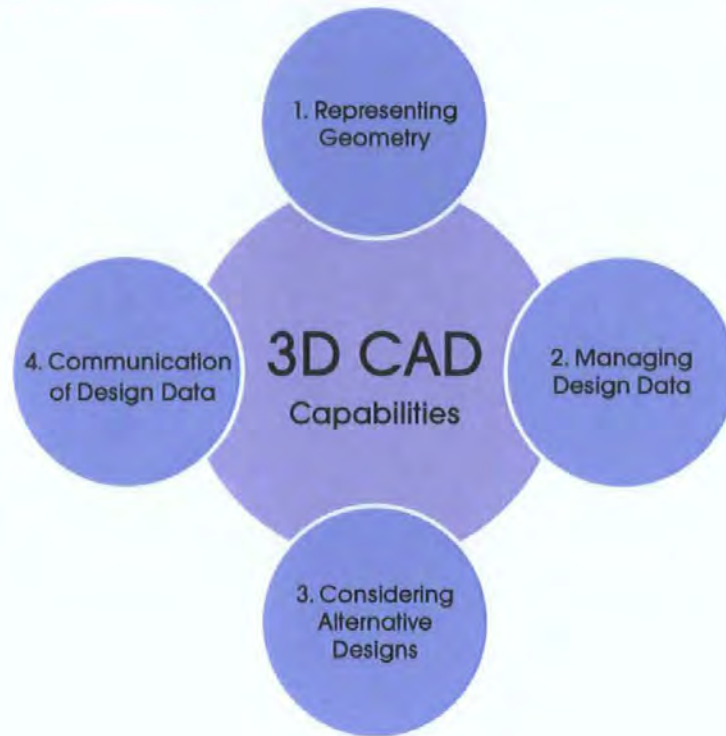 1. Representing
Geometry
4. Communication
of Design Data
3D CAD
Capabilities
2. Managing
Design Data
3. Considering
Alternative
Designs